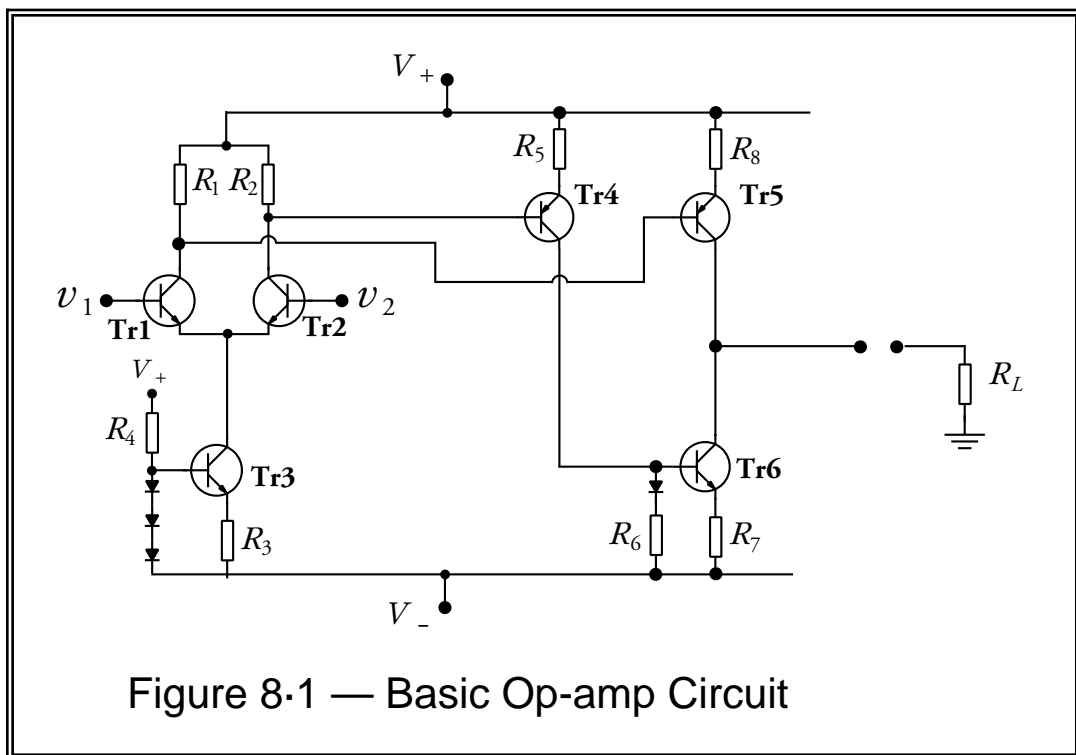 V+
R5
R8
R1 R2
Tr4
Tr5
v1
v2
Tr1
Tr2
V+
R4
RL
Tr3
Tr6
R3
R6
R7
V-
Figure 8·1 — Basic Op-amp Circuit